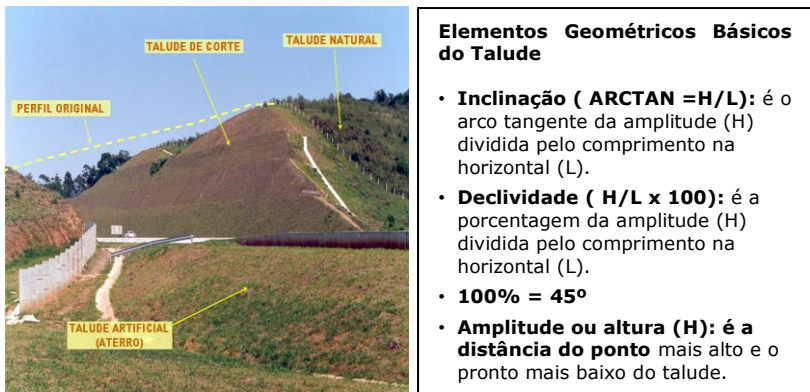 TALUDE DE CORTE
TALUDE NATURAL
PERFIL ORIGINAL
TALUDE ARTIFICIAL
(ATERRO)
Elementos Geométricos Básicos
do Talude
• Inclinação ( ARCTAN =H/L): é o
arco tangente da amplitude (H)
dividida pelo comprimento na
horizontal (L).
• Declividade ( H/L x 100): é a
porcentagem da amplitude (H)
dividida pelo comprimento na
horizontal (L).
• 100% = 45º
• Amplitude ou altura (H): é a
distância do ponto mais alto e o
pronto mais baixo do talude.